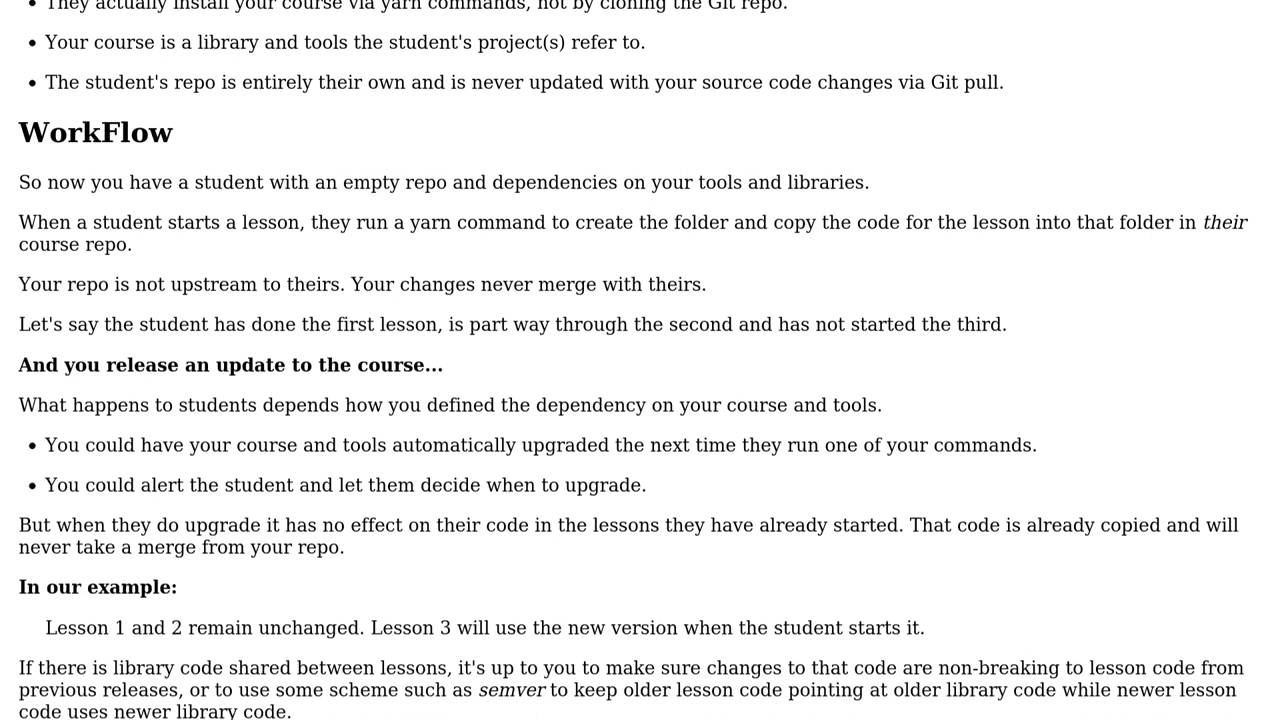 • They actually install your course via yarn commands, not by cloning the Git repo.
• Your course is a library and tools the student's project(s) refer to.
• The student's repo is entirely their own and is never updated with your source code changes via Git pull.
WorkFlow
So now you have a student with an empty repo and dependencies on your tools and libraries.
When a student starts a lesson, they run a yarn command to create the folder and copy the code for the lesson into that folder in their
course repo.
Your repo is not upstream to theirs. Your changes never merge with theirs.
Let's say the student has done the first lesson, is part way through the second and has not started the third.
And you release an update to the course...
What happens to students depends how you defined the dependency on your course and tools.
• You could have your course and tools automatically upgraded the next time they run one of your commands.
• You could alert the student and let them decide when to upgrade.
But when they do upgrade it has no effect on their code in the lessons they have already started. That code is already copied and will
never take a merge from your repo.
In our example:
Lesson 1 and 2 remain unchanged. Lesson 3 will use the new version when the student starts it.
If there is library code shared between lessons, it's up to you to make sure changes to that code are non-breaking to lesson code from
previous releases, or to use some scheme such as semver to keep older lesson code pointing at older library code while newer lesson
code uses newer library code.